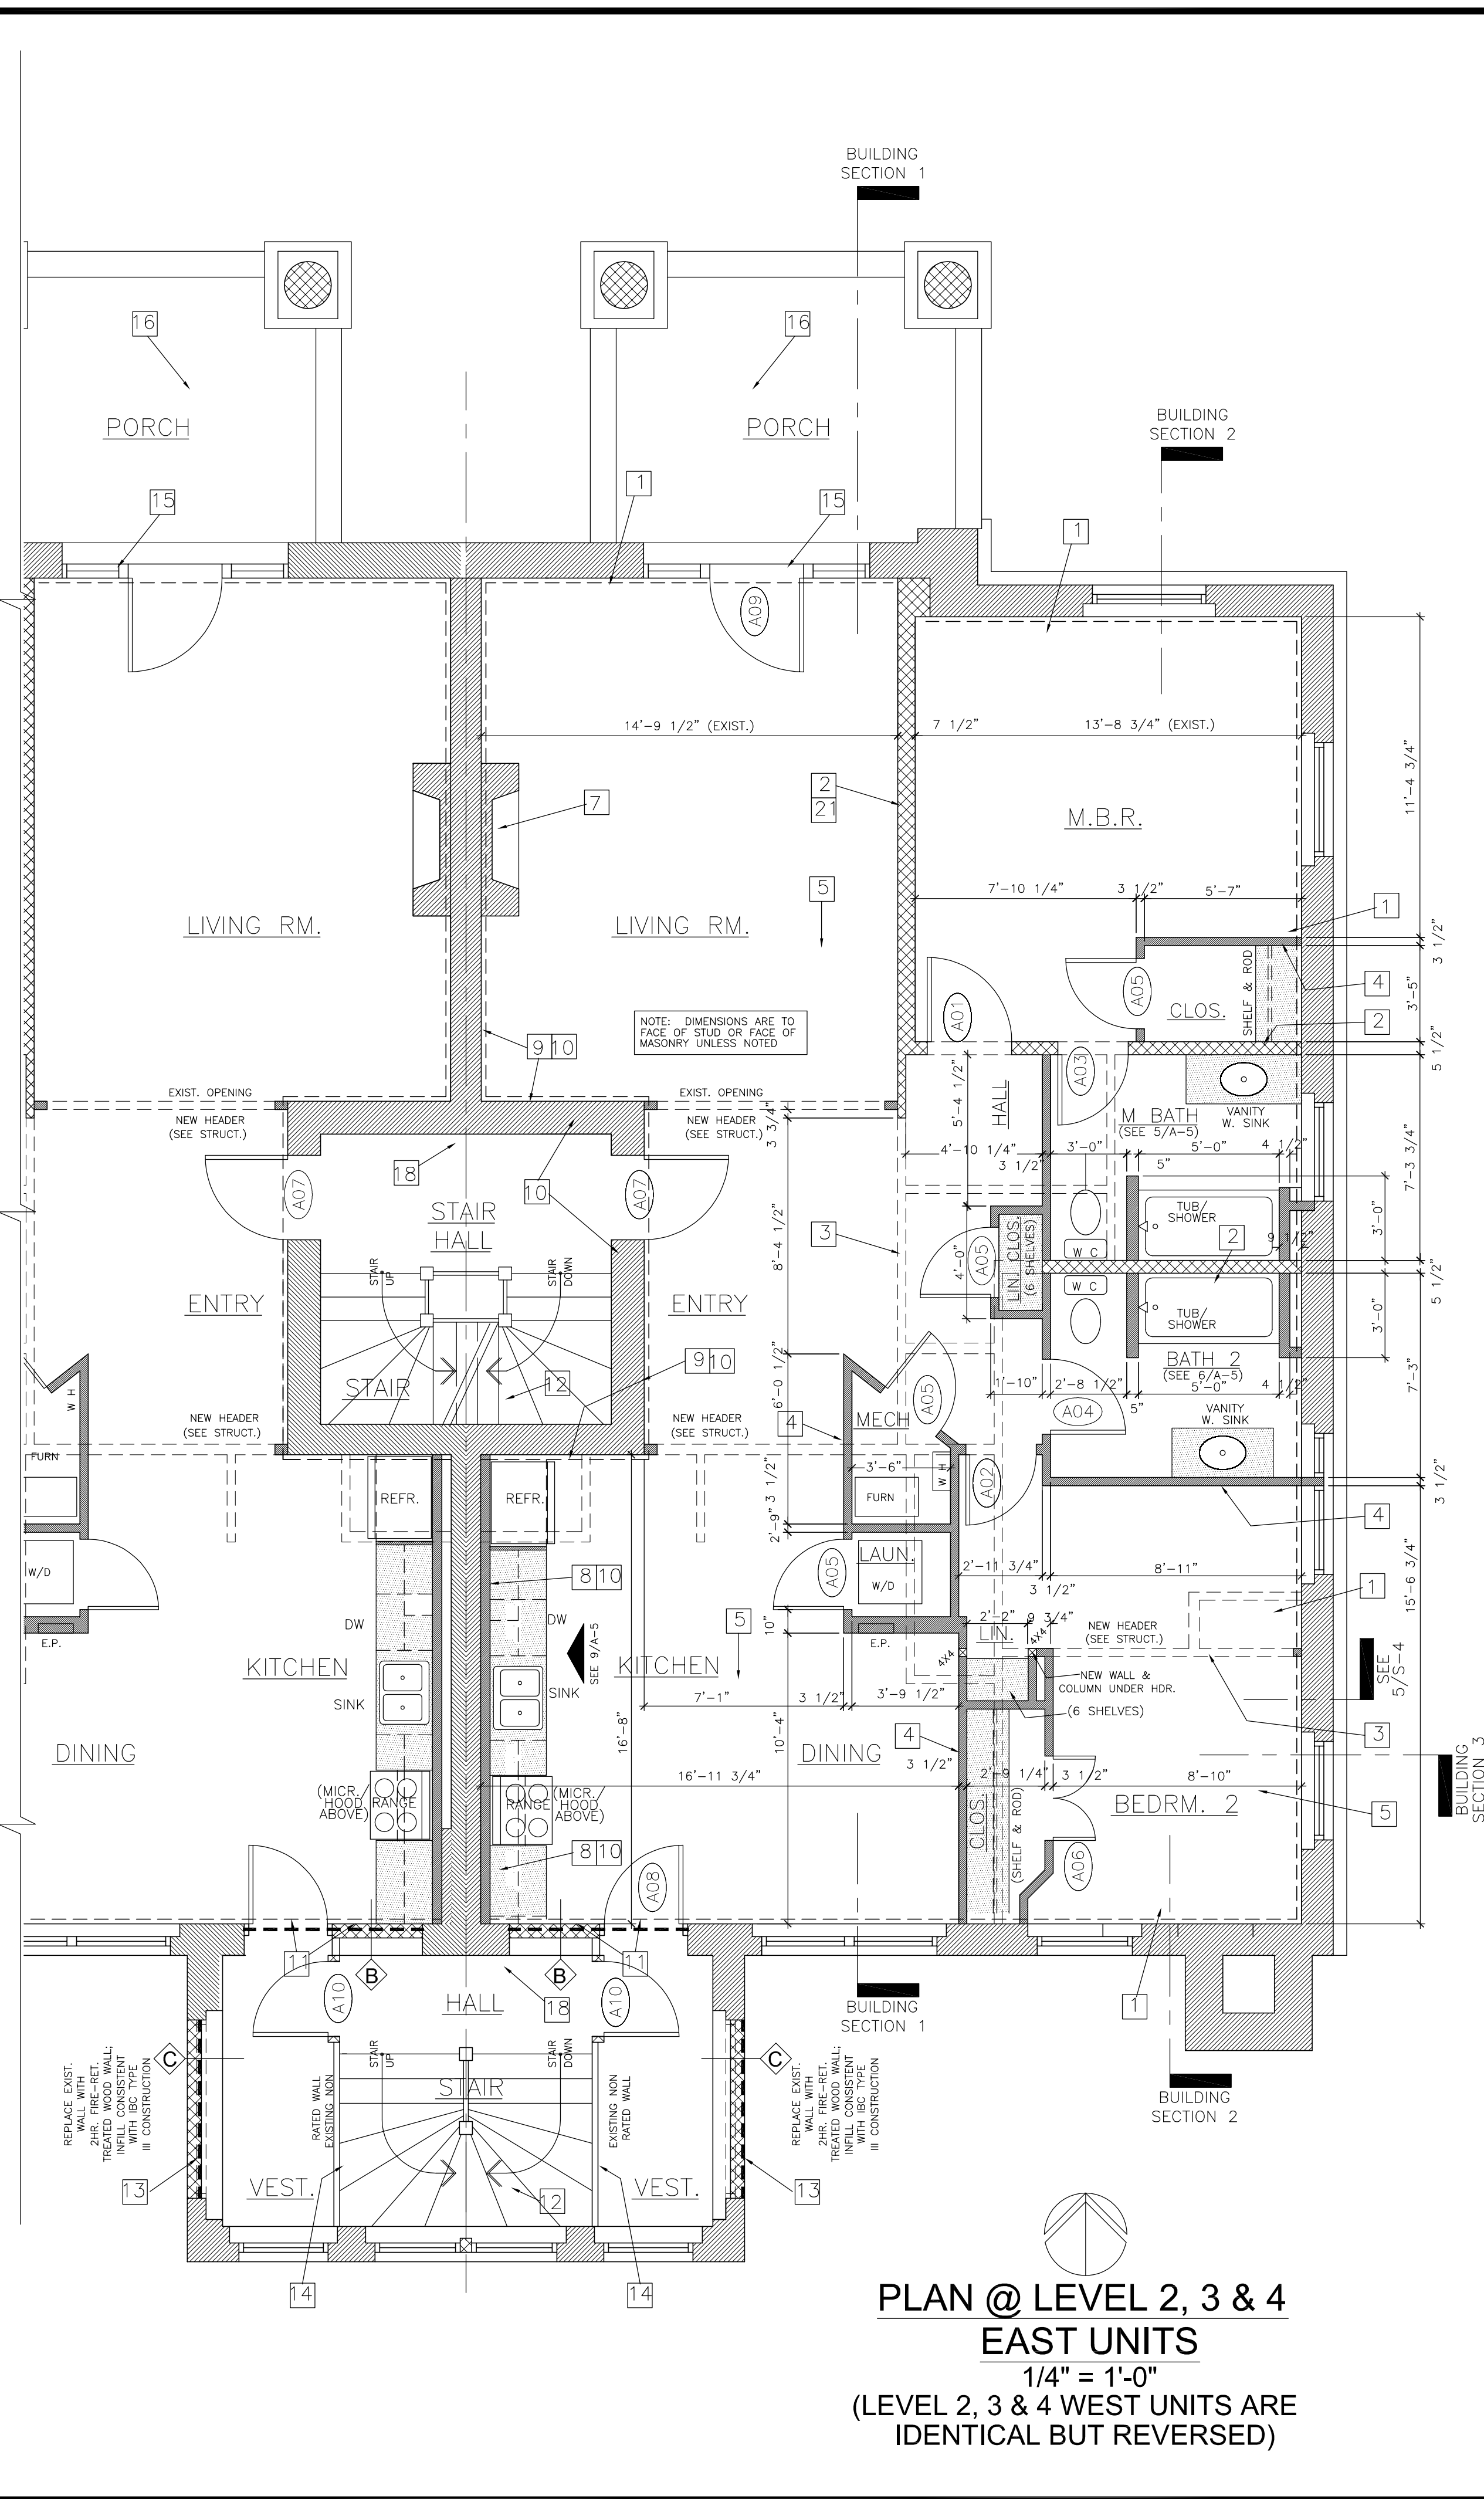 BUILDING
SECTION 1
16
16
PORCH
PORCH
BUILDING
SECTION 2
1
15
15
1
A09
14'-9 1/2" (EXIST.)
7 1/2"
13'-8 3/4" (EXIST.)
11'-4 3/4"
2
21
7
M.B.R.
5
7'-10 1/4"
3 1/2"
5'-7"
1
LIVING RM.
LIVING RM.
3 1/2"
4
A05
CLOS.
SHELF & ROD
3'-5"
A01
NOTE: DIMENSIONS ARE TO
FACE OF STUD OR FACE OF
MASONRY UNLESS NOTED
2
9 10
5 1/2"
A03
EXIST. OPENING
EXIST. OPENING
5'-4 1/2"
HALL
M BATH
(SEE 5/A-5)
VANITY
W. SINK
NEW HEADER
(SEE STRUCT.)
NEW HEADER
(SEE STRUCT.)
3 3/4"
4'-10 1/4"
3 1/2"
3'-0"
5'-0"
4 1/2"
5"
7'-3 3/4"
18
10
A07
A07
STAIR
HALL
8'-4 1/2"
3
TUB/
SHOWER
2
3'-0"
9 1/2"
W C
STAIR
UP
STAIR
DOWN
4'-0"
A05
LIN. CLOS.
(6 SHELVES)
5 1/2"
W C
ENTRY
ENTRY
TUB/
SHOWER
3'-0"
9 10
BATH 2
(SEE 6/A-5)
STAIR
12
6'-0 1/2"
1'-10"
2'-8 1/2"
5"
5'-0"
4 1/2"
7'-3"
W H
4
MECH
A05
A04
VANITY
W. SINK
NEW HEADER
(SEE STRUCT.)
NEW HEADER
(SEE STRUCT.)
FURN
3'-6"
W H
A02
FURN
REFR.
REFR.
3 1/2"
3 1/2"
4
2'-9"
W/D
LAUN.
W/D
A05
2'-11 3/4"
3 1/2"
8'-11"
8 10
1
15'-6 3/4"
DW
DW
E.P.
E.P.
5
10"
2'-2"
9 3/4"
LIN.
4X4
4X4
NEW HEADER
(SEE STRUCT.)
SEE 9/A-5
KITCHEN
KITCHEN
NEW WALL &
COLUMN UNDER HDR.
(6 SHELVES)
SEE
5/S-4
SINK
SINK
7'-1"
3 1/2"
3'-9 1/2"
16'-8"
10'-4"
4
3
DINING
DINING
3 1/2"
16'-11 3/4"
2'-9 1/4"
3 1/2"
8'-10"
BUILDING
SECTION 3
(MICR./
HOOD
ABOVE)
RANGE
RANGE
(MICR./
HOOD
ABOVE)
CLOS
(SHELF & ROD)
BEDRM. 2
5
8 10
A08
A06
11
11
B
B
A10
A10
HALL
18
BUILDING
SECTION 1
1
C
C
STAIR
UP
STAIR
DOWN
STAIR
REPLACE EXIST.
WALL WITH
2HR. FIRE-RET.
TREATED WOOD WALL;
INFILL CONSISTENT
WITH IBC TYPE
III CONSTRUCTION
RATED WALL
EXISTING NON
EXISTING NON
RATED WALL
REPLACE EXIST.
WALL WITH
2HR. FIRE-RET.
TREATED WOOD WALL;
INFILL CONSISTENT
WITH IBC TYPE
III CONSTRUCTION
BUILDING
SECTION 2
13
VEST.
12
VEST.
13
14
14
PLAN @ LEVEL 2, 3 & 4
EAST UNITS
1/4" = 1'-0"
(LEVEL 2, 3 & 4 WEST UNITS ARE
IDENTICAL BUT REVERSED)